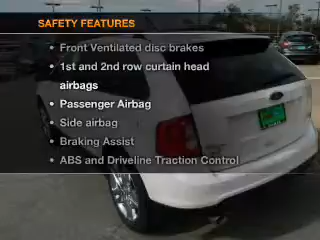 SAFETY FEATURES
• Front Ventilated disc brakes
• 1st and 2nd row curtain head
airbags
• Passenger Airbag
• Side airbag
• Braking Assist
• ABS and Driveline Traction Control